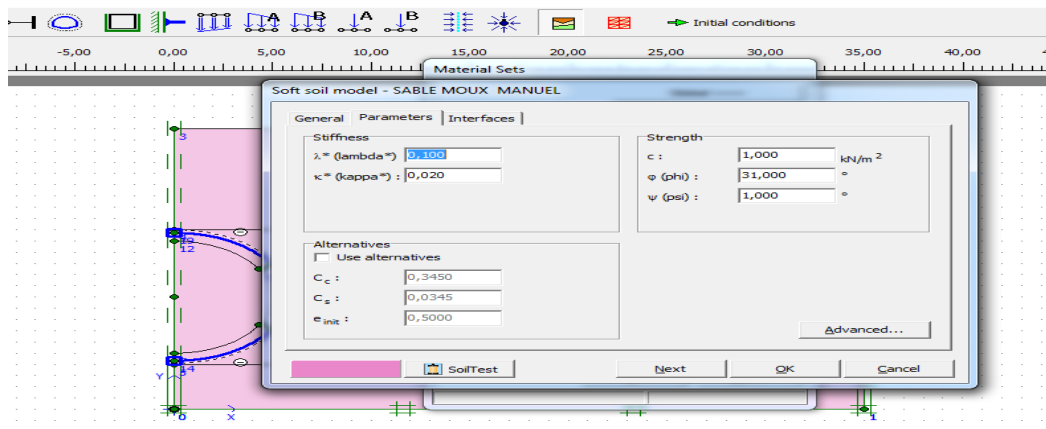 A B A B Initial conditions
-5,00 0,00 5,00 10,00 15,00 20,00 25,00 30,00 35,00 40,00
Material Sets
Soft soil model - SABLE MOUX MANUEL
General Parameters Interfaces
Stiffness
λ* (lambda*) 0,100
κ* (kappa*) : 0,020
Strength
c : 1,000 kN/m 2
φ (phi) : 31,000 °
ψ (psi) : 1,000 °
Alternatives
Use alternatives
Cc : 0,3450
Cs : 0,0345
e init : 0,5000
Advanced...
SoilTest Next OK Cancel
3
12
14
Y
0 X 1